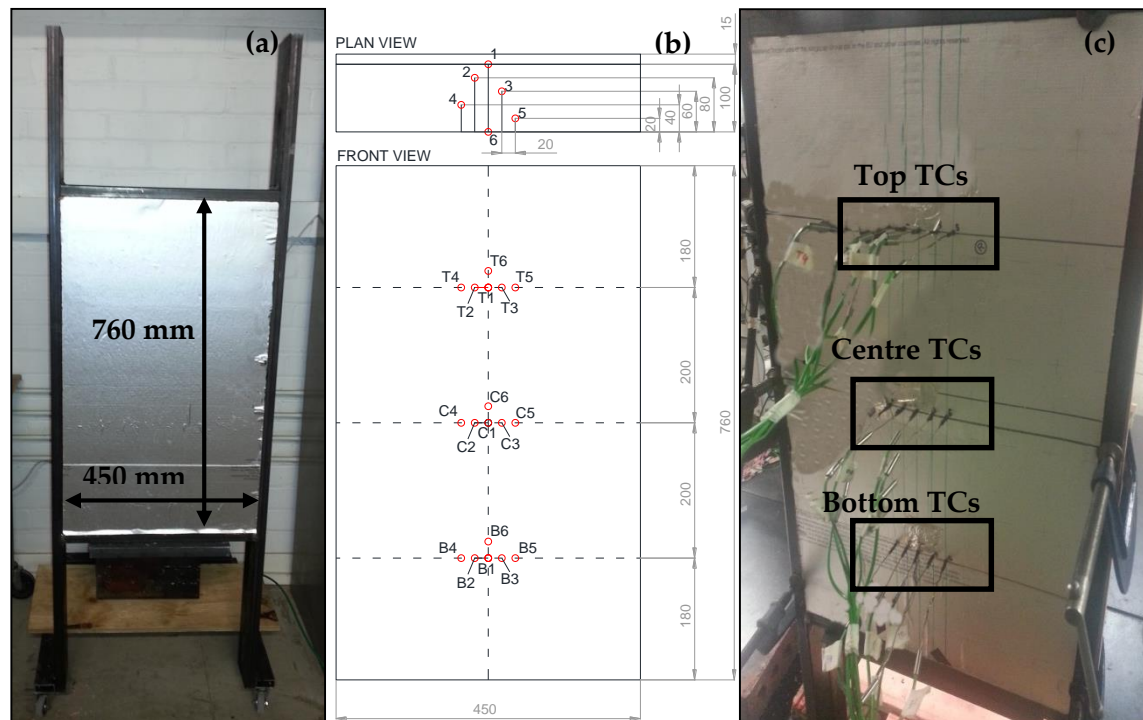 (a)
760 mm
450 mm
PLAN VIEW
(b)
1
2
3
4
5
6
20
20
40
60
80
100
15
FRONT VIEW
T6
T4
T5
T2
T1
T3
C6
C4
C5
C2
C1
C3
B6
B4
B5
B2
B1
B3
180
200
200
180
760
450
(c)
Top TCs
Centre TCs
Bottom TCs